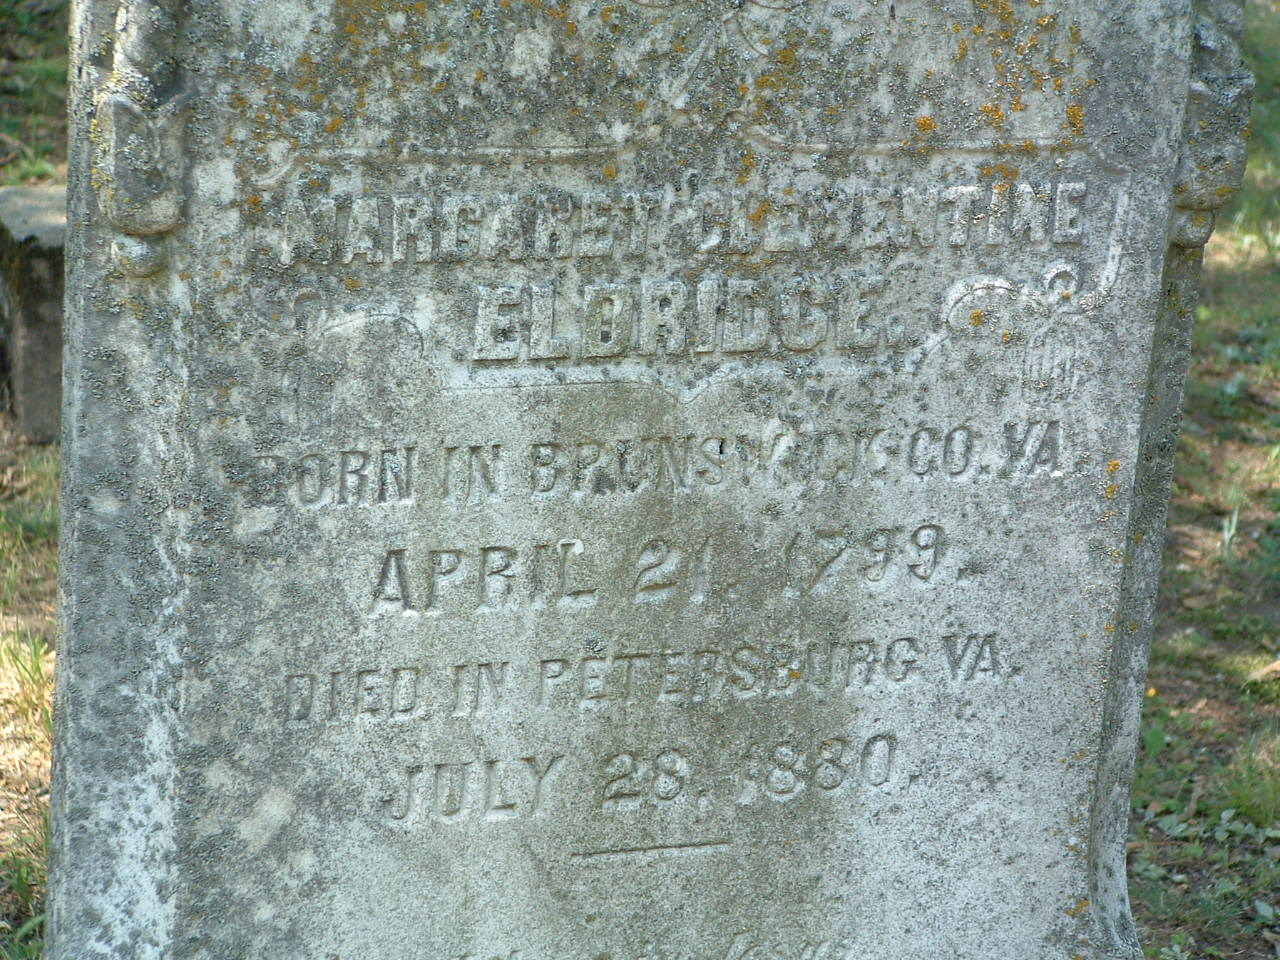 MARGARET CLEMENTINE
ELDRIDGE.
BORN IN BRUNSWICK CO. VA
APRIL 21. 1799.
DIED IN PETERSBURG VA.
JULY 28, 1880.